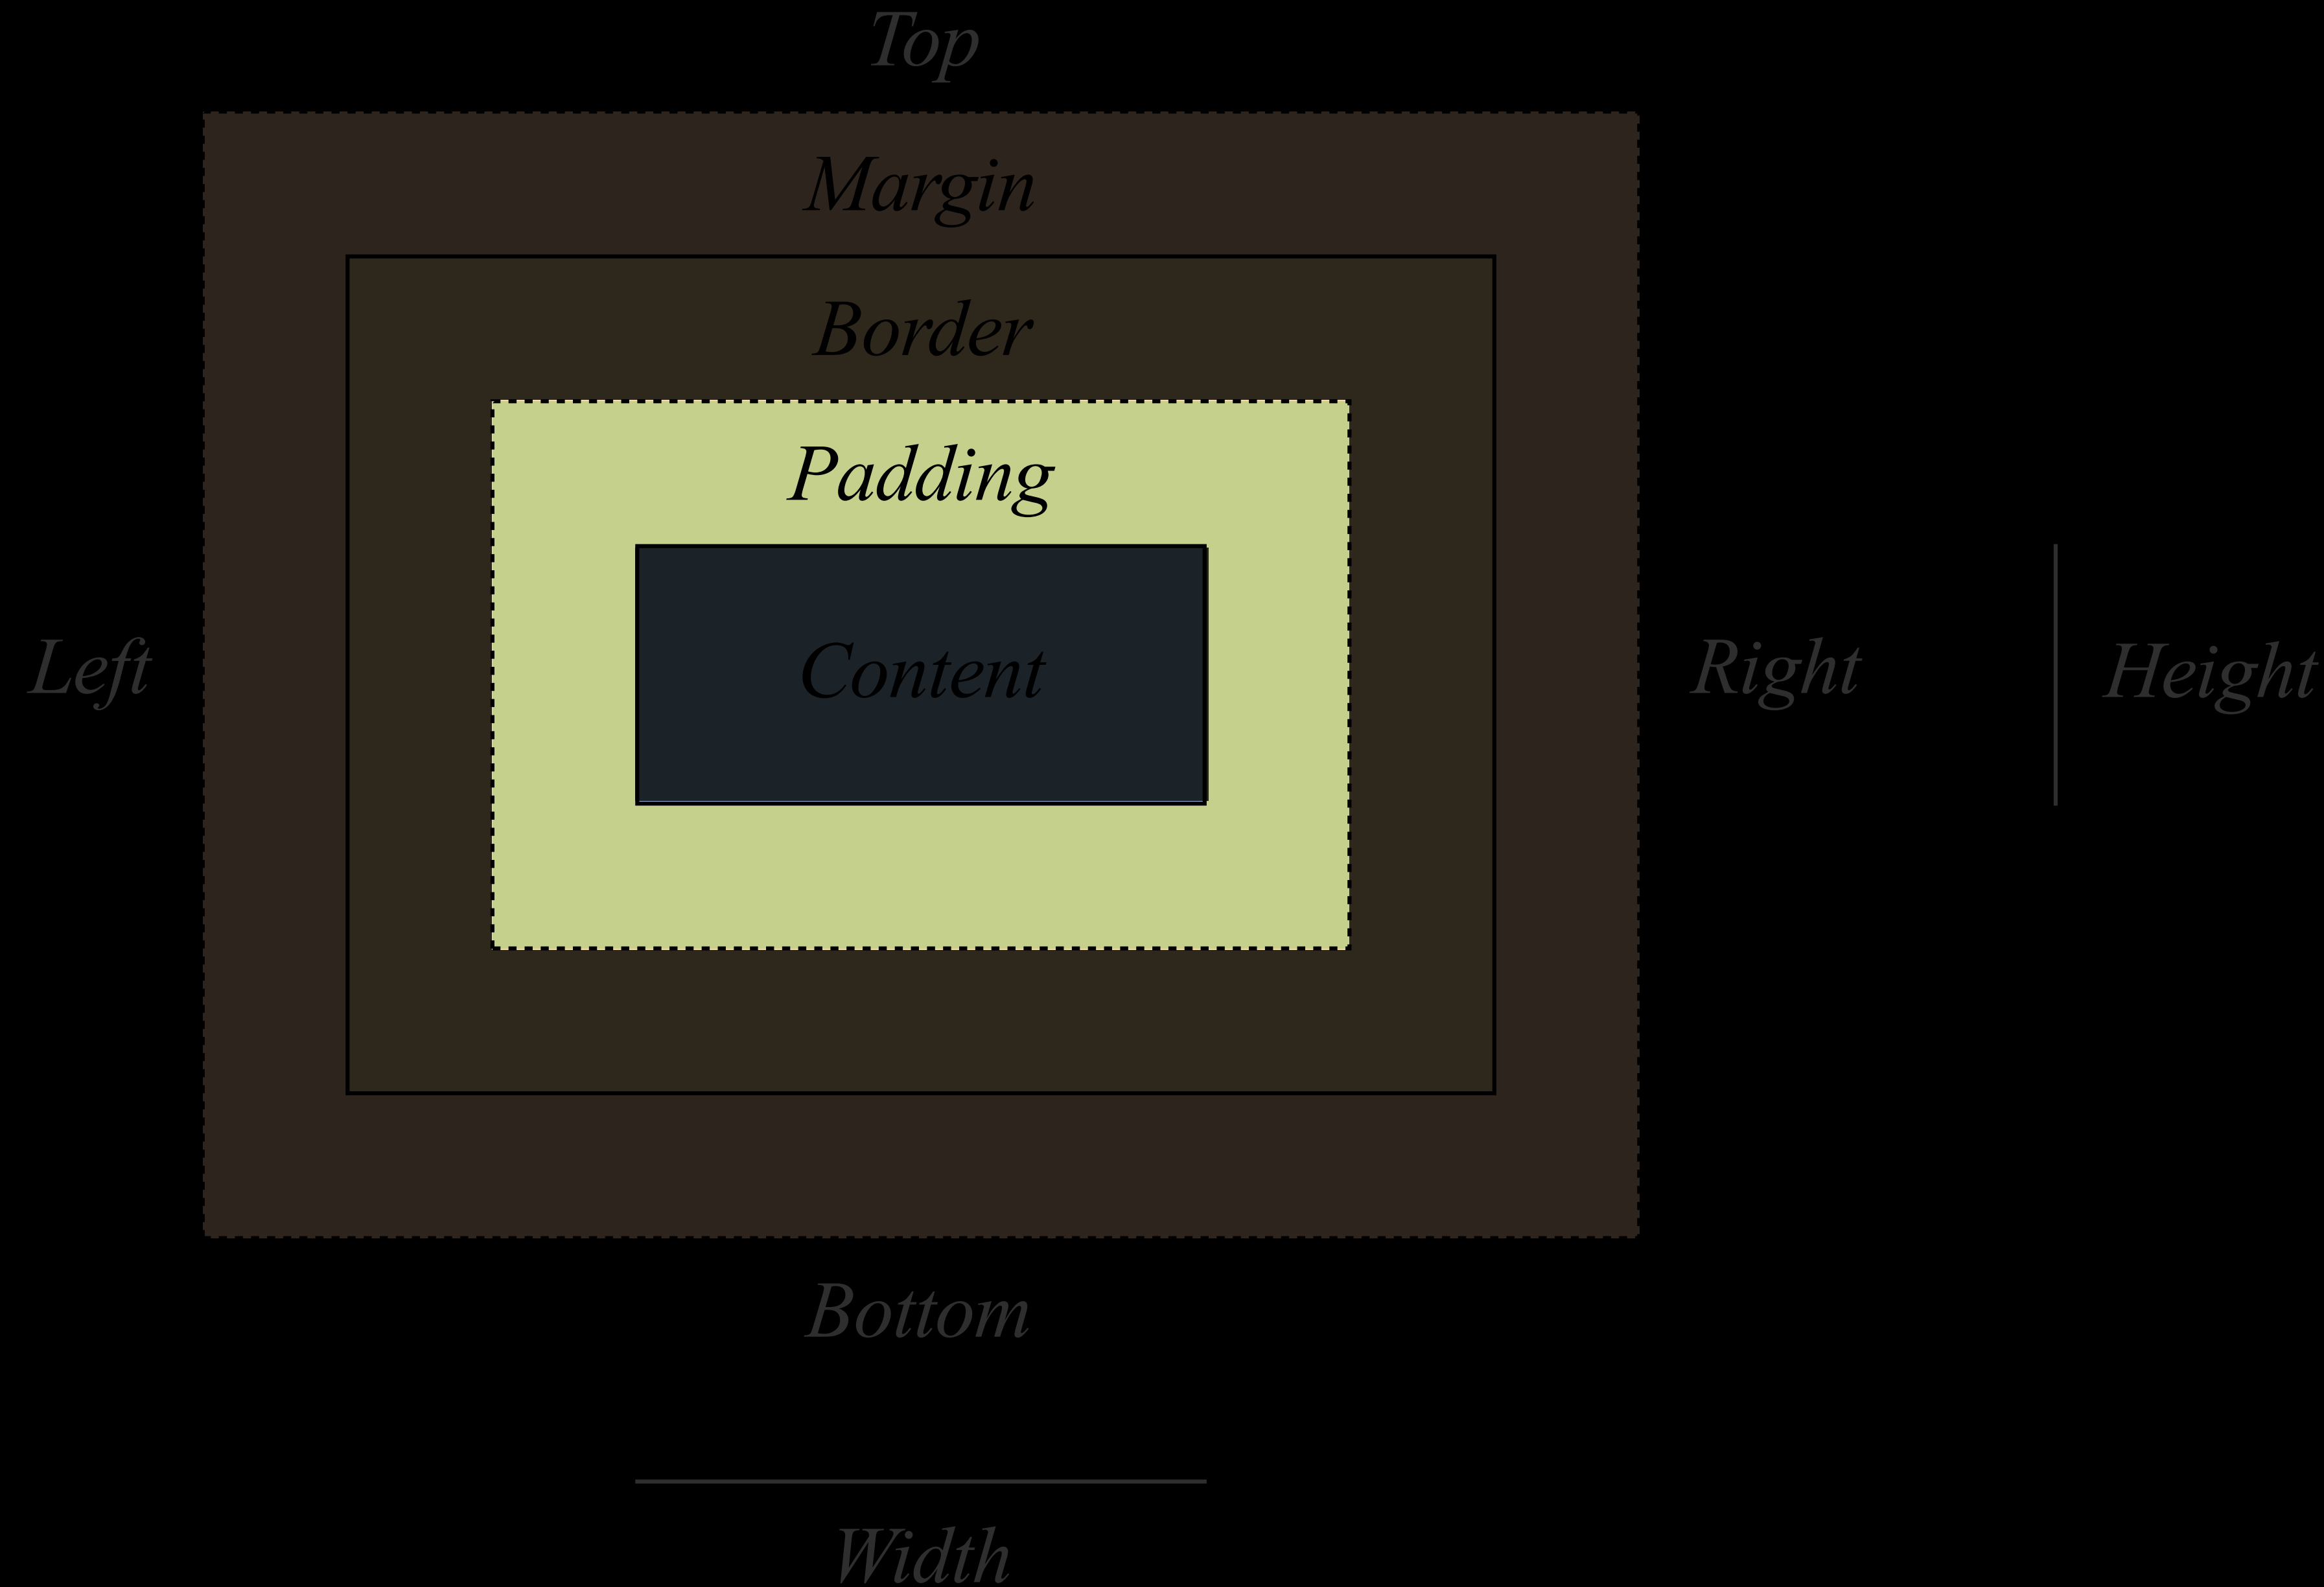 Top
Margin
Border
Padding
Content
Left
Right
Height
Bottom
Width